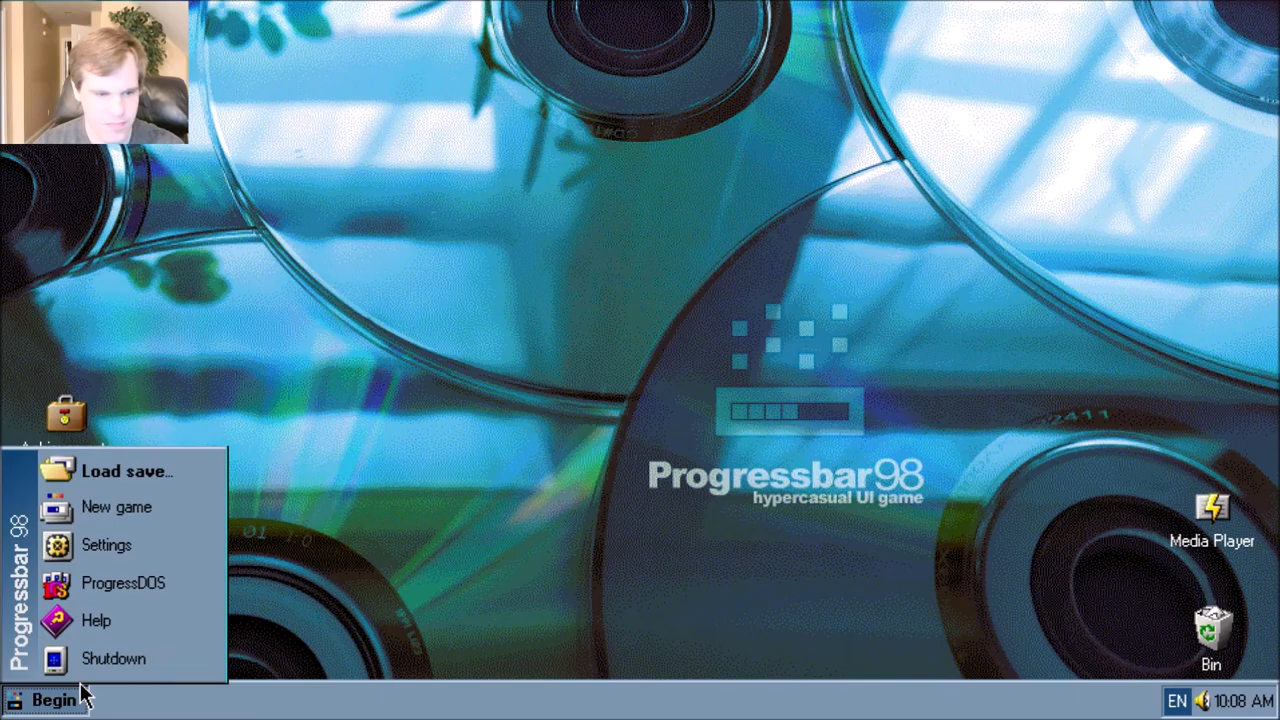 Progressbar98
hypercasual UI game
Load save...
New game
Settings
ProgressDOS
Help
Shutdown
Progressbar 98
Begin
Media Player
Bin
EN
10:08 AM